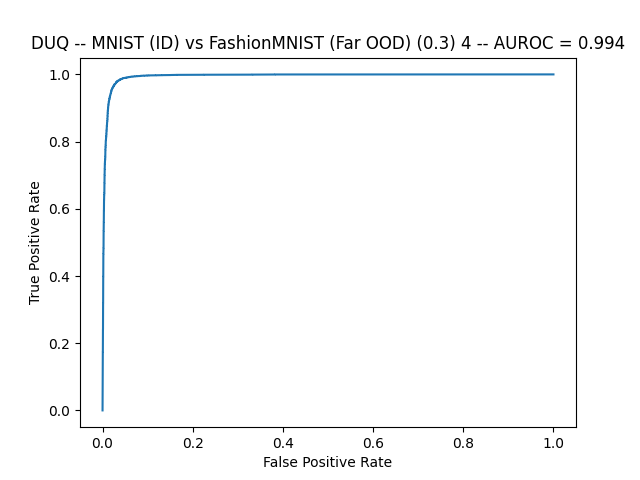 DUQ -- MNIST (ID) vs FashionMNIST (Far OOD) (0.3) 4 -- AUROC = 0.994
1.0
0.8
0.6
0.4
0.2
0.0
True Positive Rate
0.0 0.2 0.4 0.6 0.8 1.0
False Positive Rate